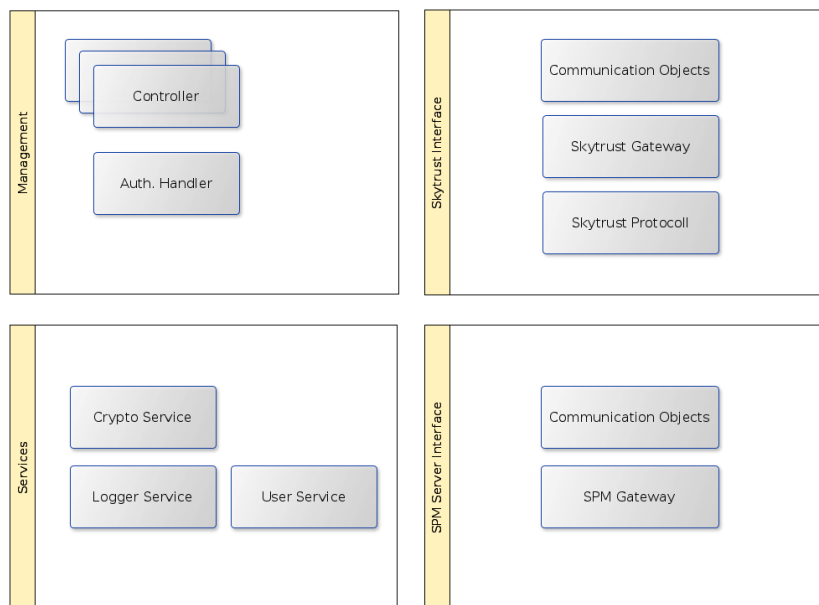 Management
Controller
Auth. Handler
Skytrust Interface
Communication Objects
Skytrust Gateway
Skytrust Protocoll
Services
Crypto Service
Logger Service
User Service
SPM Server Interface
Communication Objects
SPM Gateway